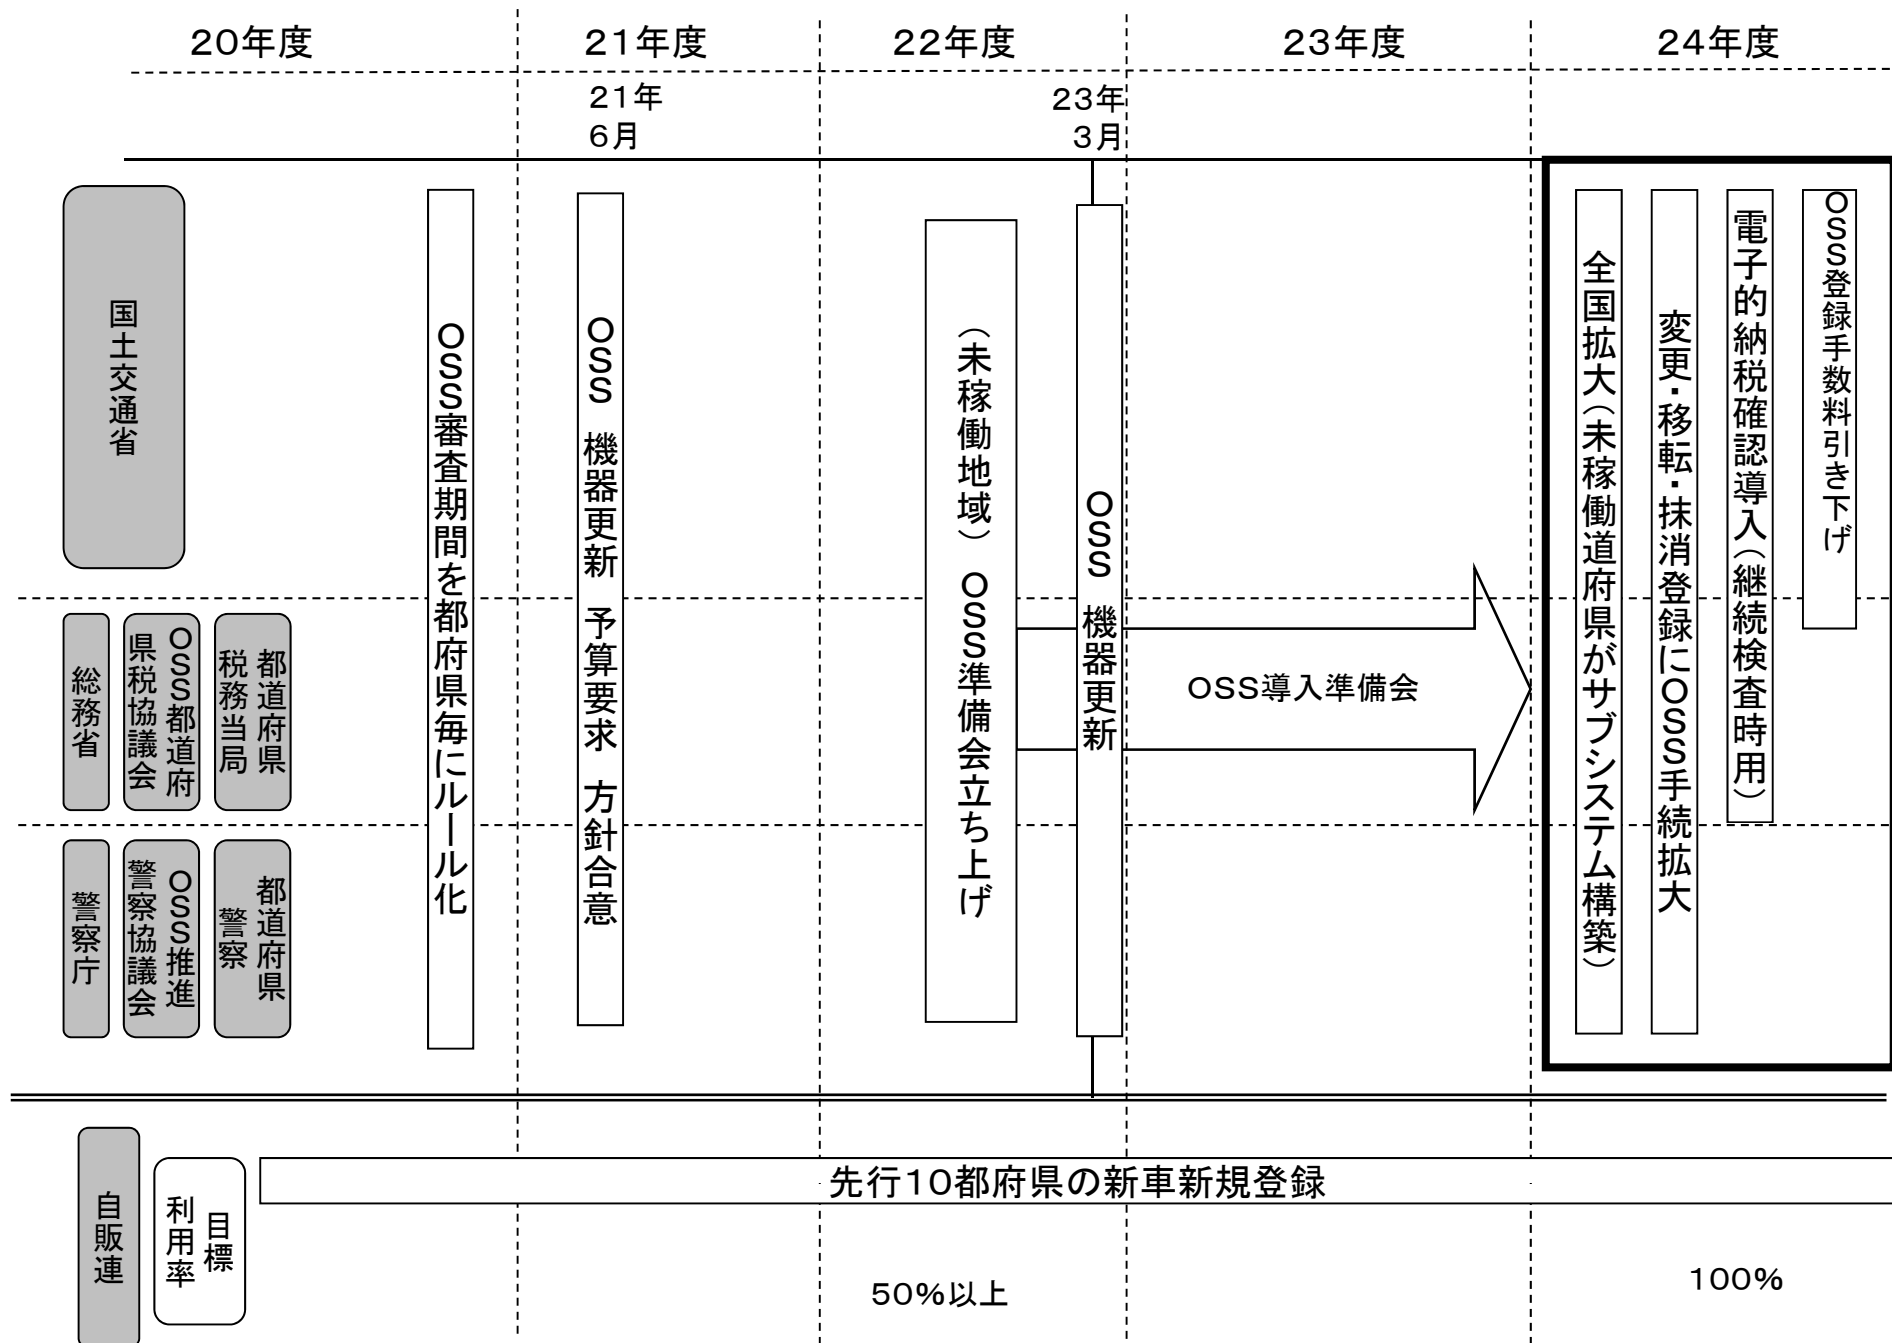 20年度
21年度
22年度
23年度
24年度
21年
6月
23年
3月
国土交通省
総務省
OSS都道府
県税協議会
都道府県
税務当局
警察庁
OSS推進
警察協議会
都道府県
警察
OSS審査期間を都府県毎にルール化
OSS 機器更新 予算要求 方針合意
(未稼働地域) OSS準備会立ち上げ
OSS 機器更新
OSS導入準備会
全国拡大(未稼働道府県がサブシステム構築)
変更・移転・抹消登録にOSS手続拡大
電子的納税確認導入(継続検査時用)
OSS登録手数料引き下げ
自販連
目標
利用率
先行10都府県の新車新規登録
50%以上
100%